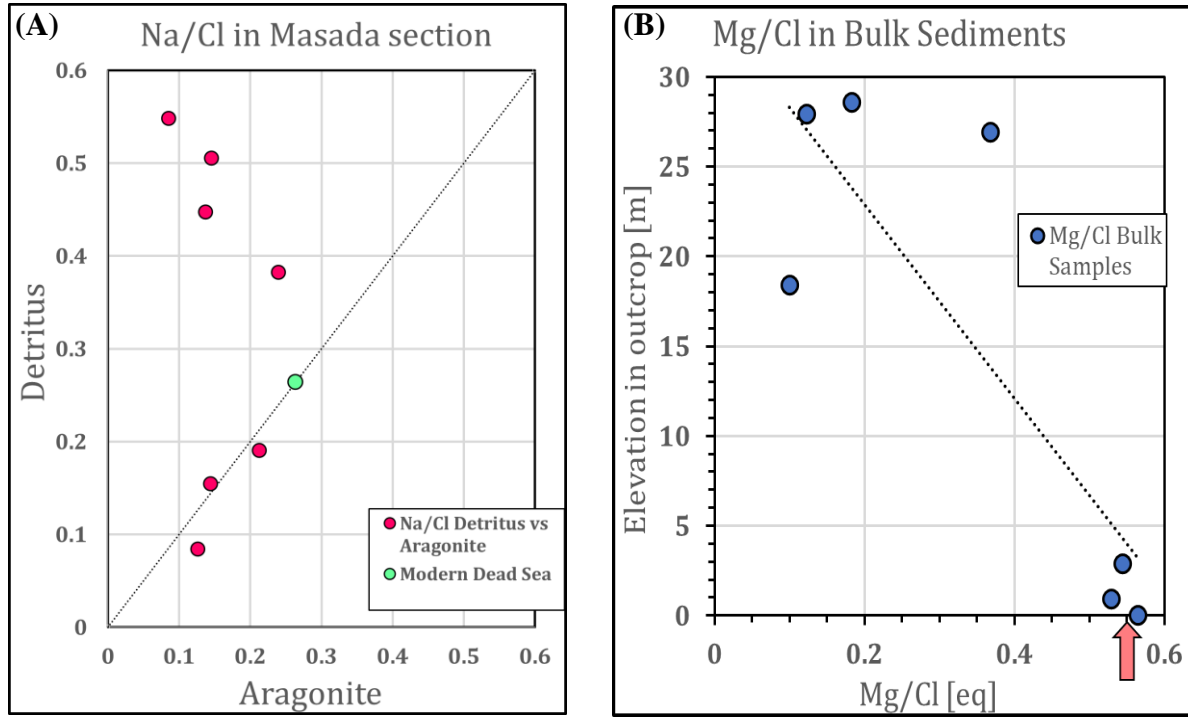 (A)
Na/Cl in Masada section
0.6
0.5
0.4
0.3
0.2
0.1
0
Detritus
Na/Cl Detritus vs
Aragonite
Modern Dead Sea
0 0.1 0.2 0.3 0.4 0.5 0.6
Aragonite
(B)
Mg/Cl in Bulk Sediments
30
25
20
15
10
5
0
Elevation in outcrop [m]
Mg/Cl Bulk
Samples
0 0.2 0.4 0.6
Mg/Cl [eq]